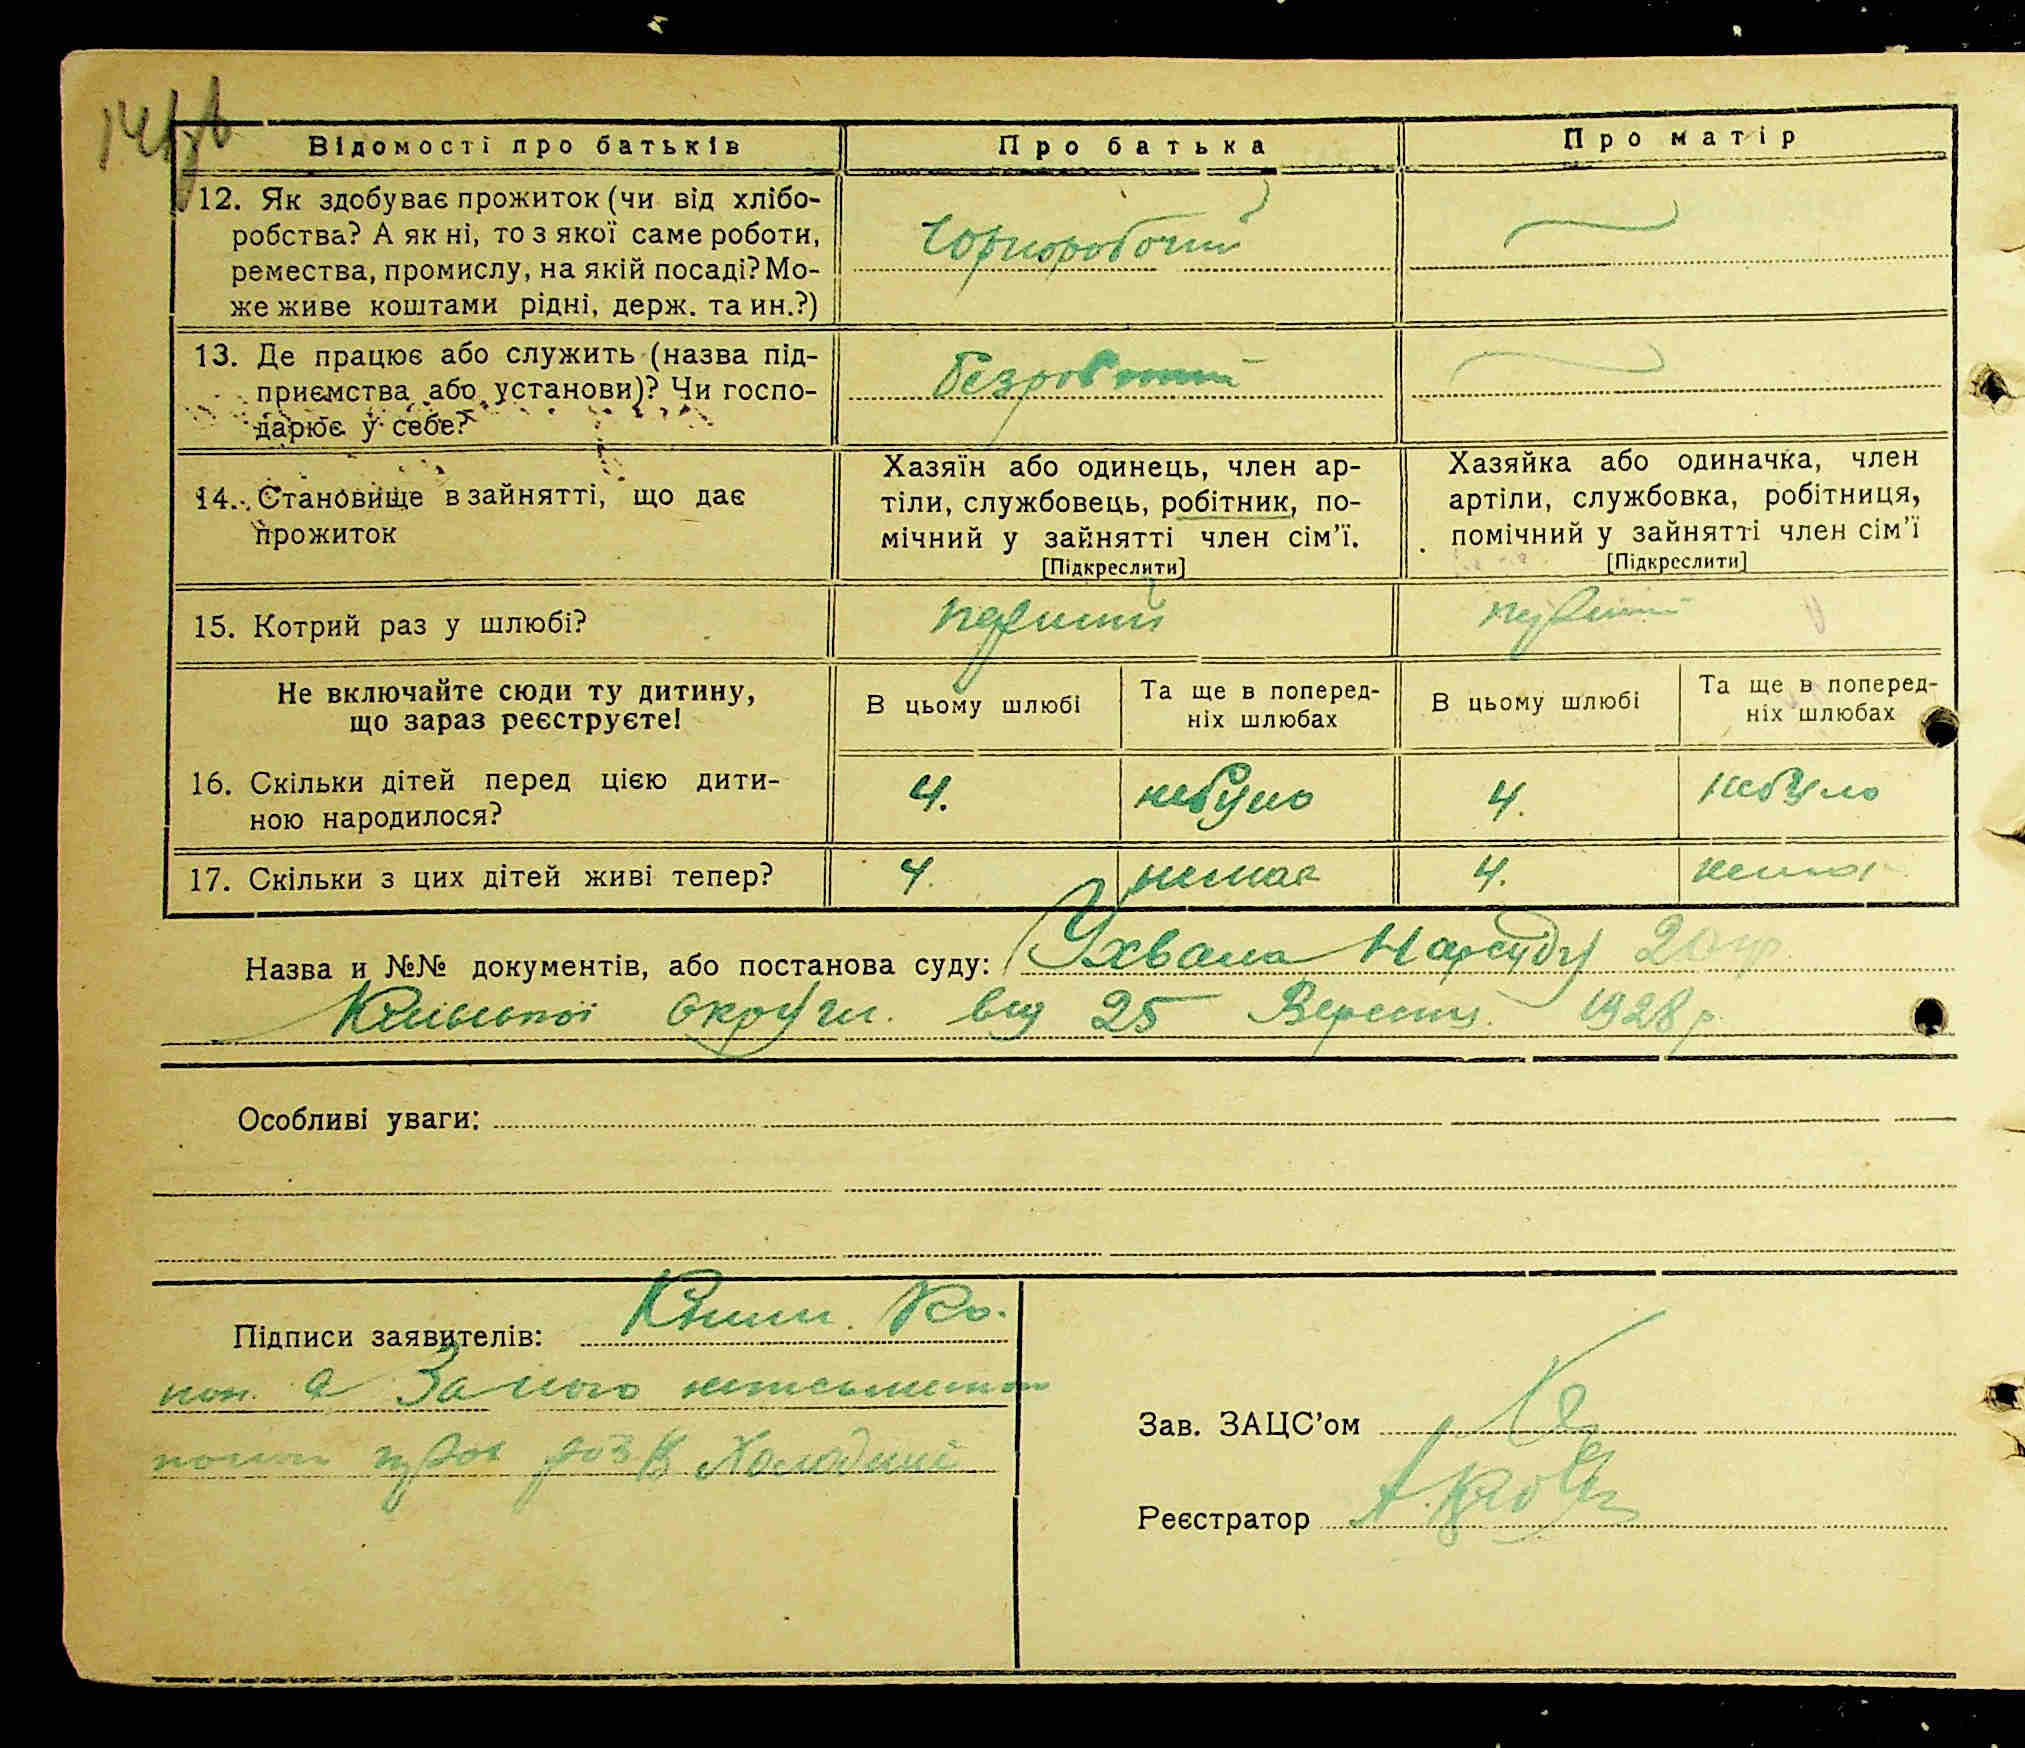 Відомості про батьків
Про батька
Про матір
12. Як здобуває прожиток (чи від хлібо-
робства? А як ні, то з якої саме роботи,
ремества, промислу, на якій посаді? Мо-
же живе коштами рідні, держ. та ин.?)
Чорноробочий
13. Де працює або служить (назва під-
приємства або установи)? Чи госпо-
дарює у себе?
безробітний
14. Становище в зайнятті, що дає
прожиток
Хазяїн або одинець, член ар-
тіли, службовець, робітник, по-
мічний у зайнятті член сім'ї.
[Підкреслити]
Хазяйка або одиначка, член
артіли, службовка, робітниця,
помічний у зайнятті член сім'ї
[Підкреслити]
15. Котрий раз у шлюбі?
перший
перший
Не включайте сюди ту дитину,
що зараз реєструєте!
В цьому шлюбі
Та ще в поперед-
ніх шлюбах
В цьому шлюбі
Та ще в поперед-
ніх шлюбах
16. Скільки дітей перед цією дити-
ною народилося?
4.
небуло
4.
небуло
17. Скільки з цих дітей живі тепер?
4.
немає
4.
немає
Назва и №№ документів, або постанова суду: Ухвала Нарсуду 20
округи від 25 Вересня 1928 р.
Особливі уваги:
Підписи заявителів:
а За його
Зав. ЗАЦС'ом
Реєстратор